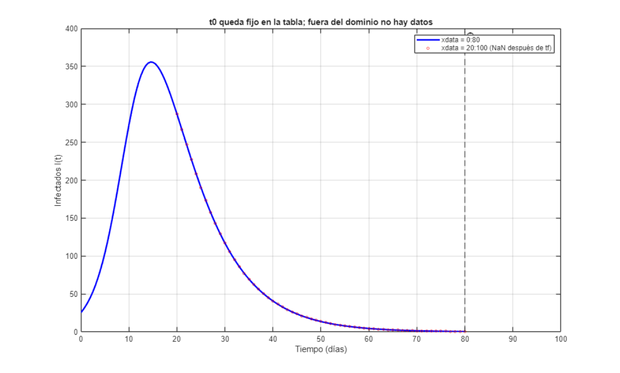 t0 queda fijo en la tabla; fuera del dominio no hay datos
xdata = 0:80
xdata = 20:100 (NaN después de tf)
400
350
300
250
200
150
100
50
0
Infectados I(t)
0 10 20 30 40 50 60 70 80 90 100
Tiempo (días)